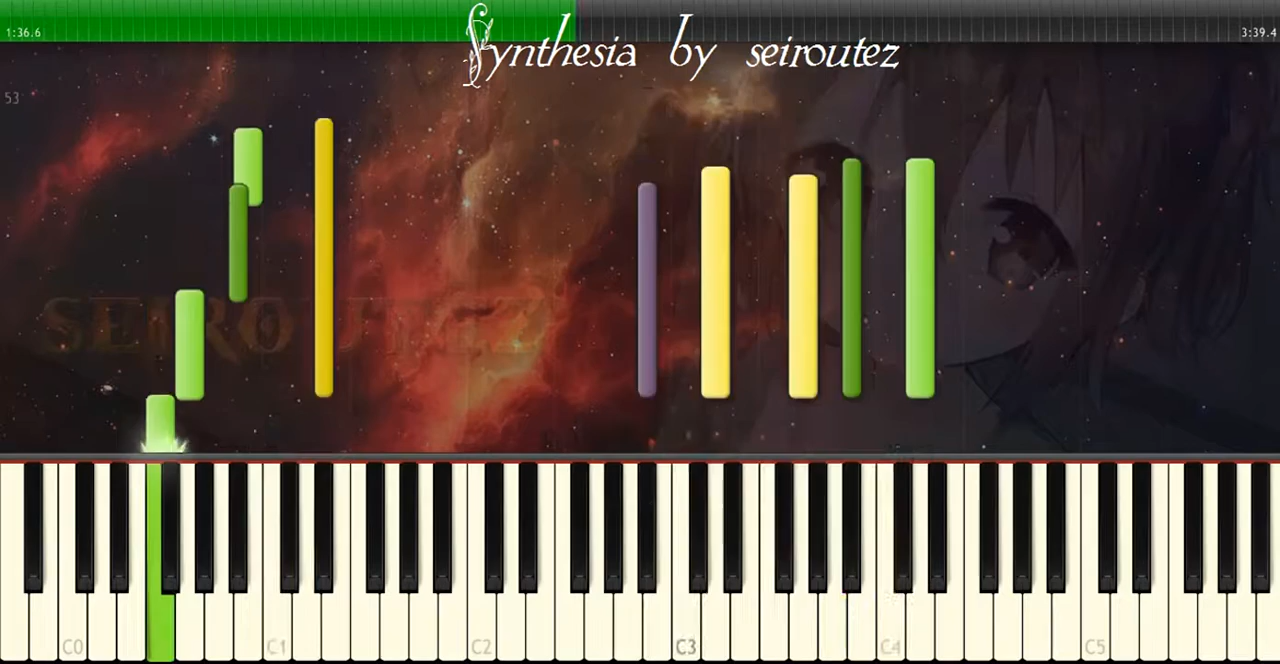 1:36.6
3:39.4
Synthesia by seiroutez
53
SEIROUTEZ
C0
C1
C2
C3
C4
C5